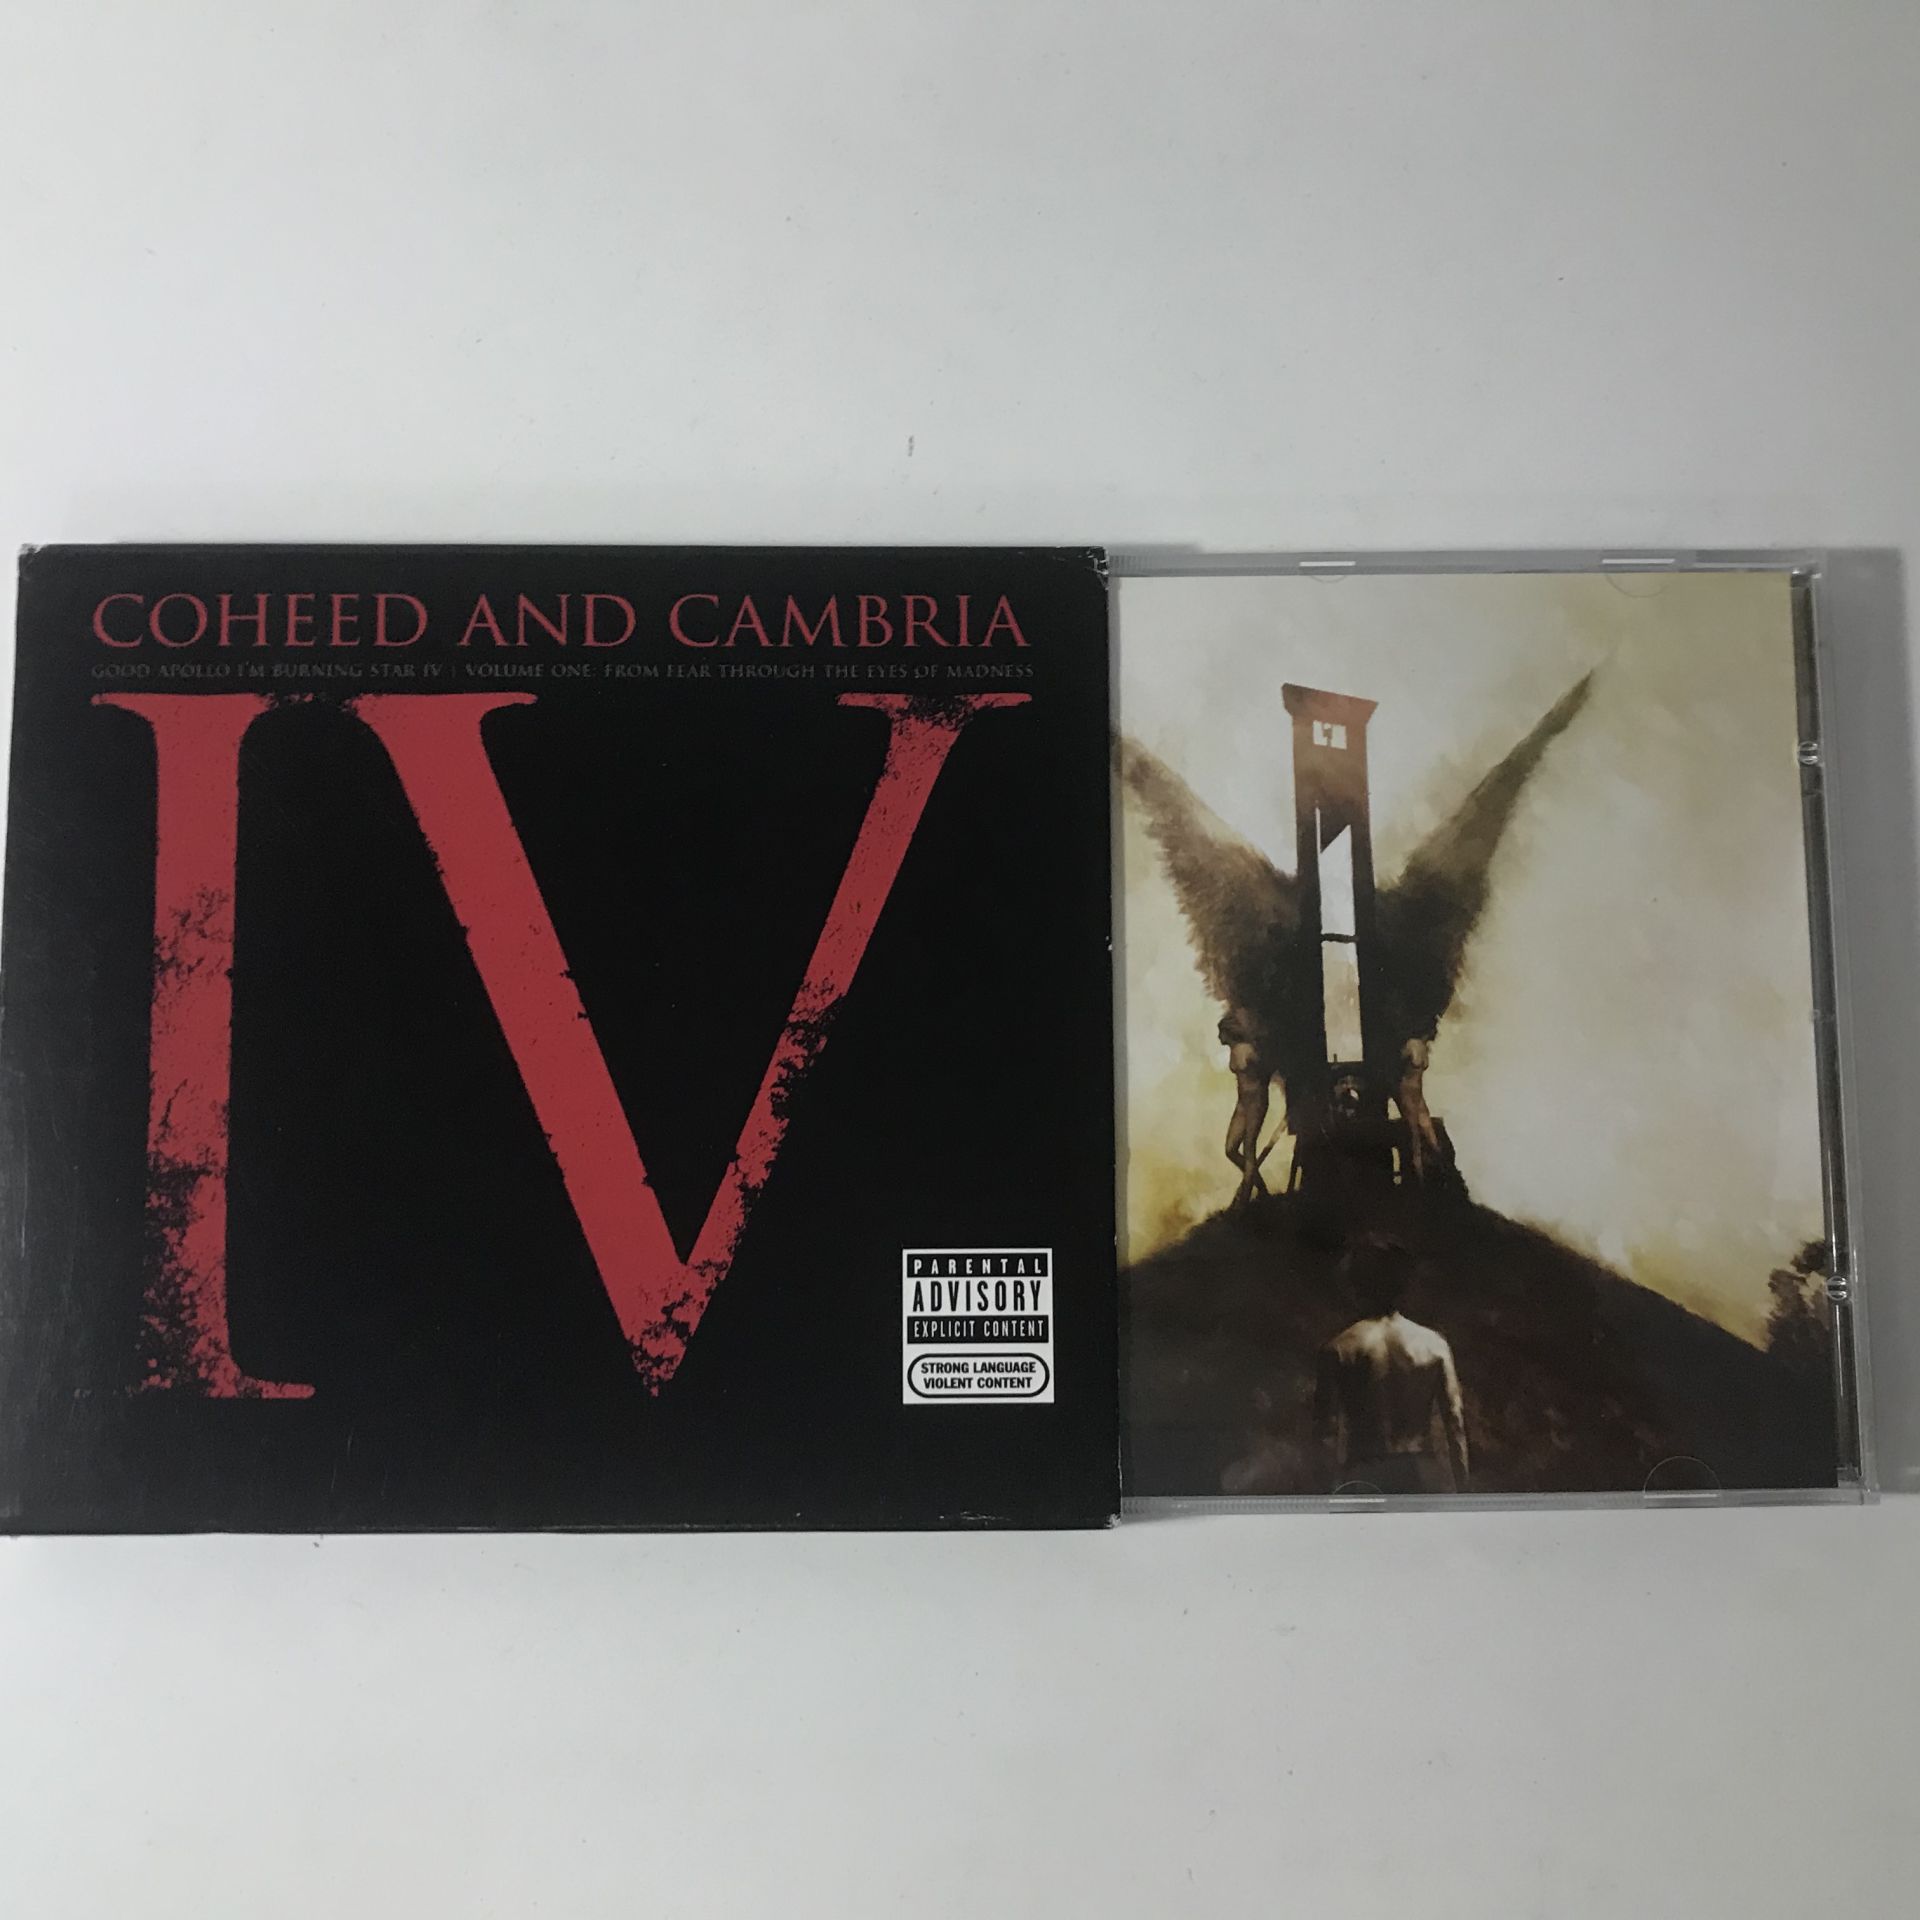 COHEED AND CAMBRIA
GOOD APOLLO I'M BURNING STAR IV | VOLUME ONE: FROM FEAR THROUGH THE EYES OF MADNESS
IV
PARENTAL
ADVISORY
EXPLICIT CONTENT
STRONG LANGUAGE
VIOLENT CONTENT